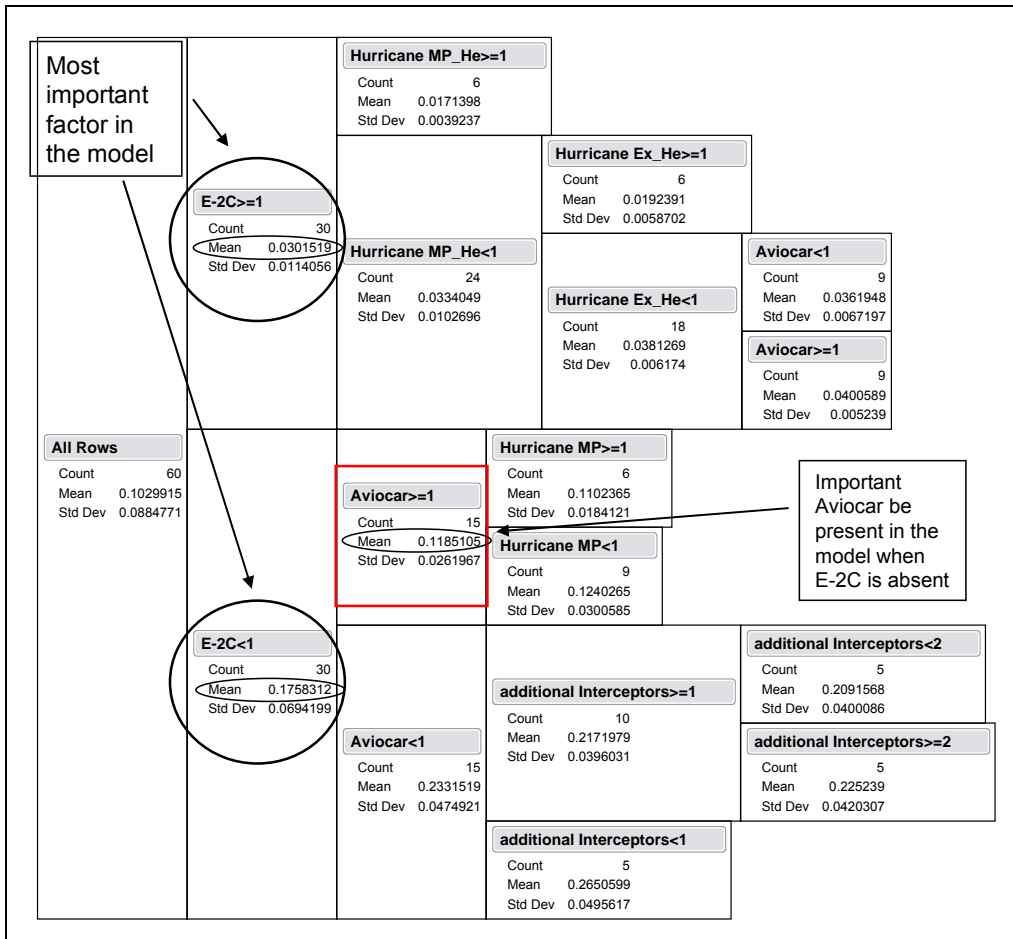 Most
important
factor in
the model
Hurricane MP_He>=1
Count 6
Mean 0.0171398
Std Dev 0.0039237
Hurricane Ex_He>=1
Count 6
Mean 0.0192391
Std Dev 0.0058702
E-2C>=1
Count 30
Mean 0.0301519
Std Dev 0.0114056
Hurricane MP_He<1
Count 24
Mean 0.0334049
Std Dev 0.0102696
Aviocar<1
Count 9
Mean 0.0361948
Std Dev 0.0067197
Hurricane Ex_He<1
Count 18
Mean 0.0381269
Std Dev 0.006174
Aviocar>=1
Count 9
Mean 0.0400589
Std Dev 0.005239
All Rows
Count 60
Mean 0.1029915
Std Dev 0.0884771
Hurricane MP>=1
Count 6
Mean 0.1102365
Std Dev 0.0184121
Aviocar>=1
Count 15
Mean 0.1185105
Std Dev 0.0261967
Hurricane MP<1
Count 9
Mean 0.1240265
Std Dev 0.0300585
Important
Aviocar be
present in the
model when
E-2C is absent
E-2C<1
Count 30
Mean 0.1758312
Std Dev 0.0694199
additional Interceptors<2
Count 5
Mean 0.2091568
Std Dev 0.0400086
additional Interceptors>=1
Count 10
Mean 0.2171979
Std Dev 0.0396031
Aviocar<1
Count 15
Mean 0.2331519
Std Dev 0.0474921
additional Interceptors>=2
Count 5
Mean 0.225239
Std Dev 0.0420307
additional Interceptors<1
Count 5
Mean 0.2650599
Std Dev 0.0495617